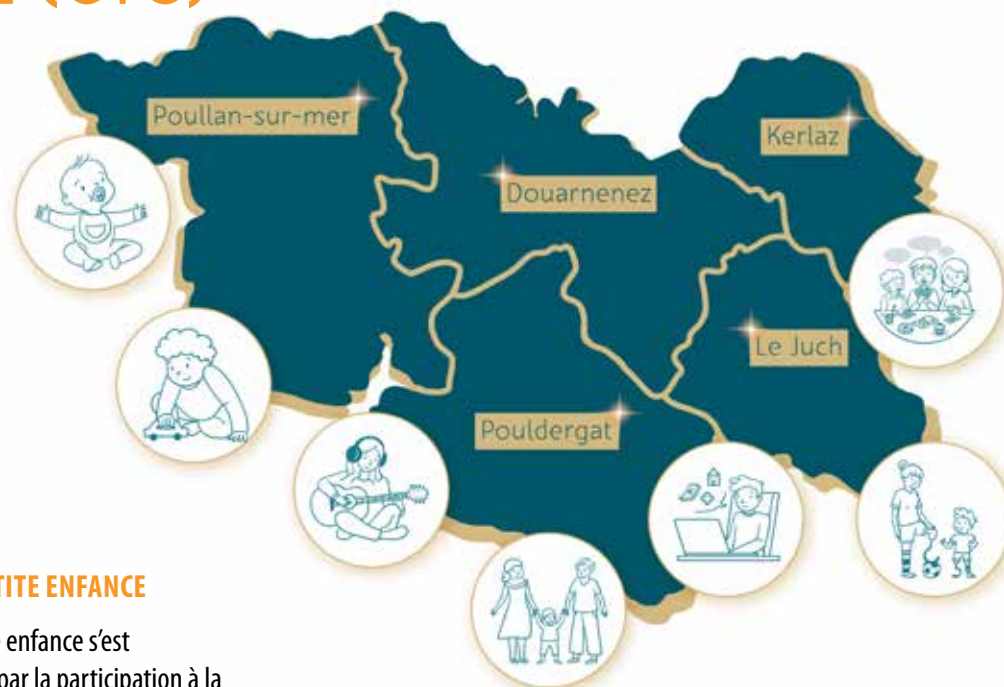 Poullan-sur-mer
Kerlaz
Douarnenez
Le Juch
Pouldergat
TITE ENFANCE
enfance s'est
par la participation à la